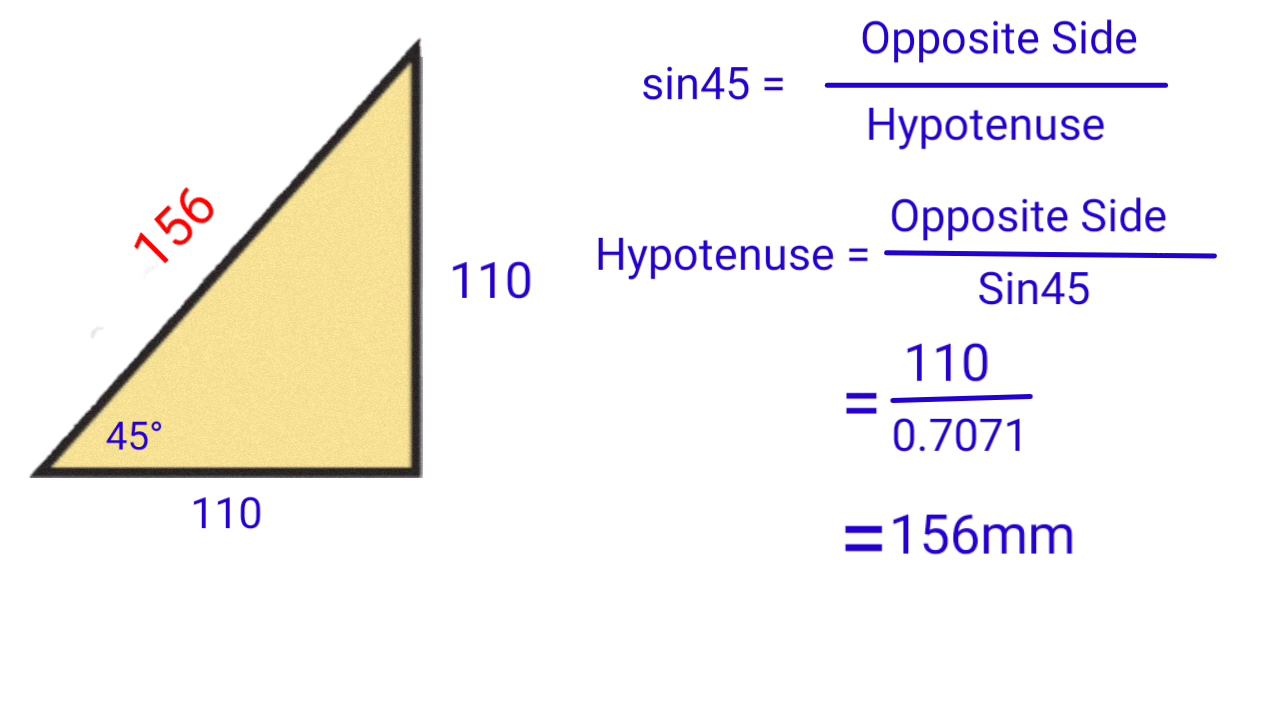 156
110
45°
110
sin45 =
Opposite Side
Hypotenuse
Hypotenuse =
Opposite Side
Sin45
=
110
0.7071
=156mm